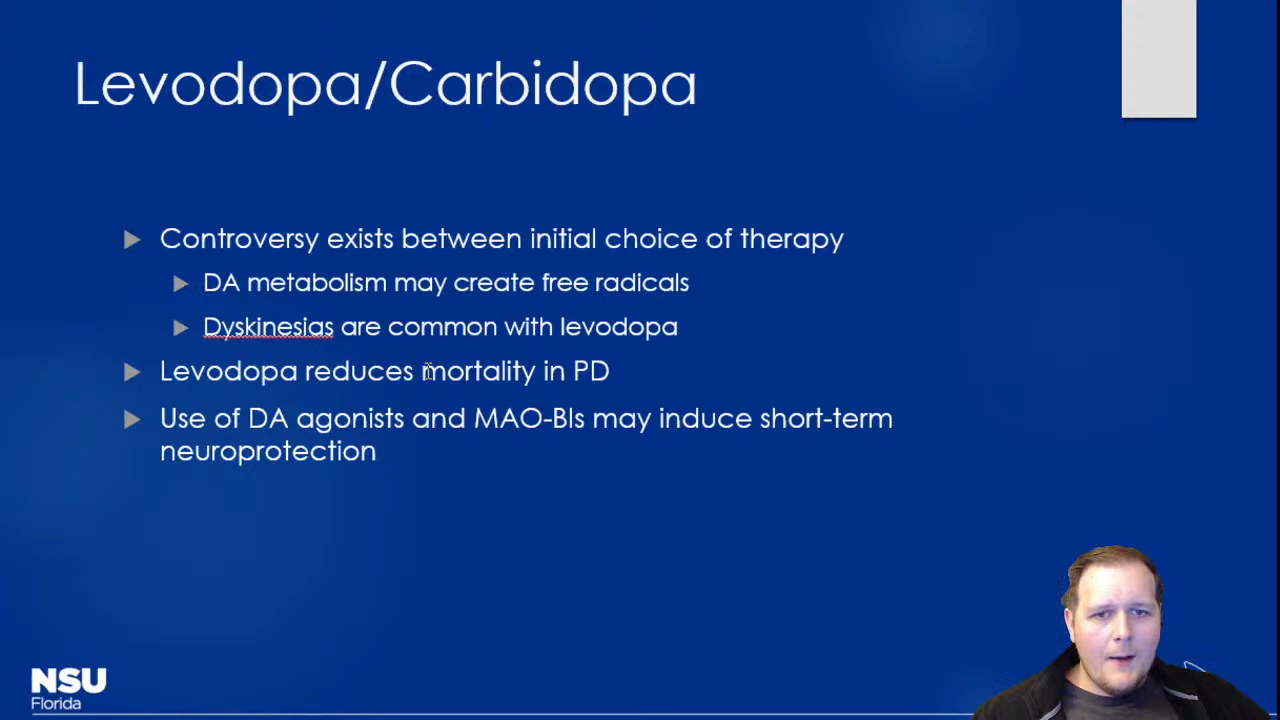 Levodopa/Carbidopa
Controversy exists between initial choice of therapy
DA metabolism may create free radicals
Dyskinesias are common with levodopa
Levodopa reduces mortality in PD
Use of DA agonists and MAO-BIs may induce short-term
neuroprotection
NSU
Florida